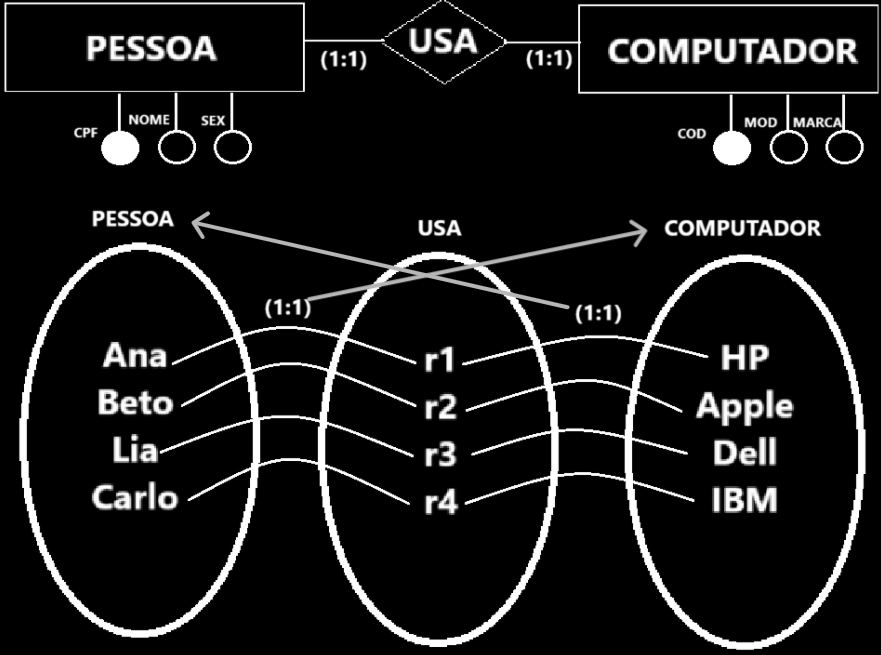 PESSOA
USA
COMPUTADOR
(1:1)
(1:1)
CPF
NOME
SEX
COD
MOD
MARCA
PESSOA
USA
COMPUTADOR
(1:1)
(1:1)
Ana
r1
HP
Beto
r2
Apple
Lia
r3
Dell
Carlo
r4
IBM